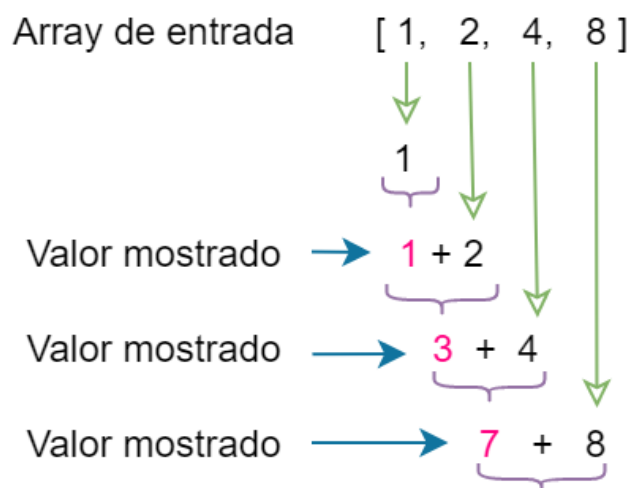 Array de entrada [ 1, 2, 4, 8 ]
1
Valor mostrado 1 + 2
Valor mostrado 3 + 4
Valor mostrado 7 + 8